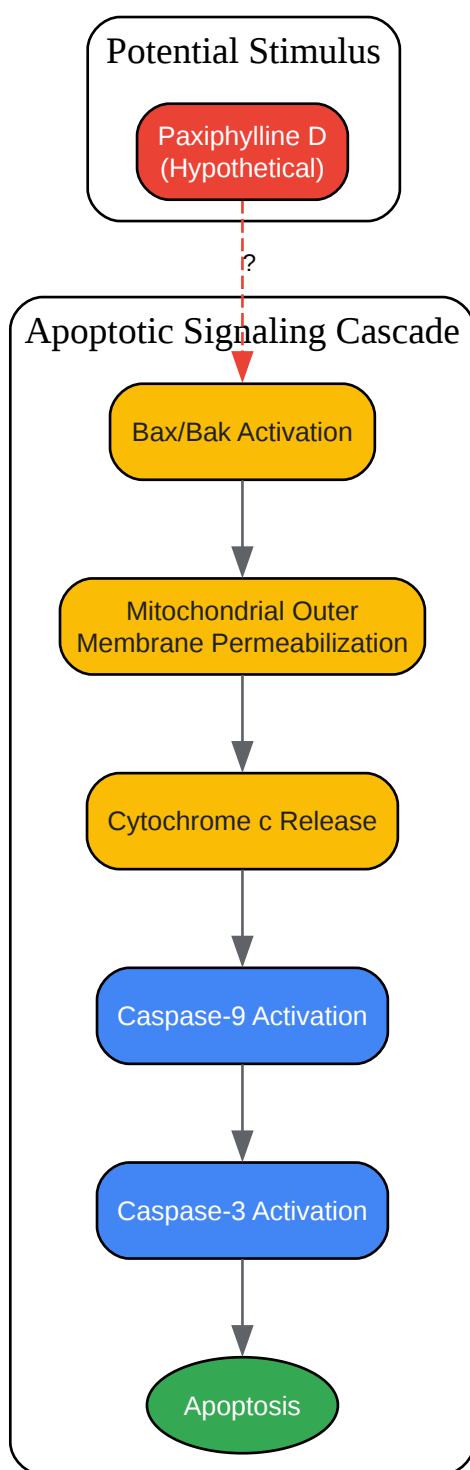 Potential Stimulus
Paxiphylline D
(Hypothetical)
?
Apoptotic Signaling Cascade
Bax/Bak Activation
Mitochondrial Outer
Membrane Permeabilization
Cytochrome c Release
Caspase-9 Activation
Caspase-3 Activation
Apoptosis